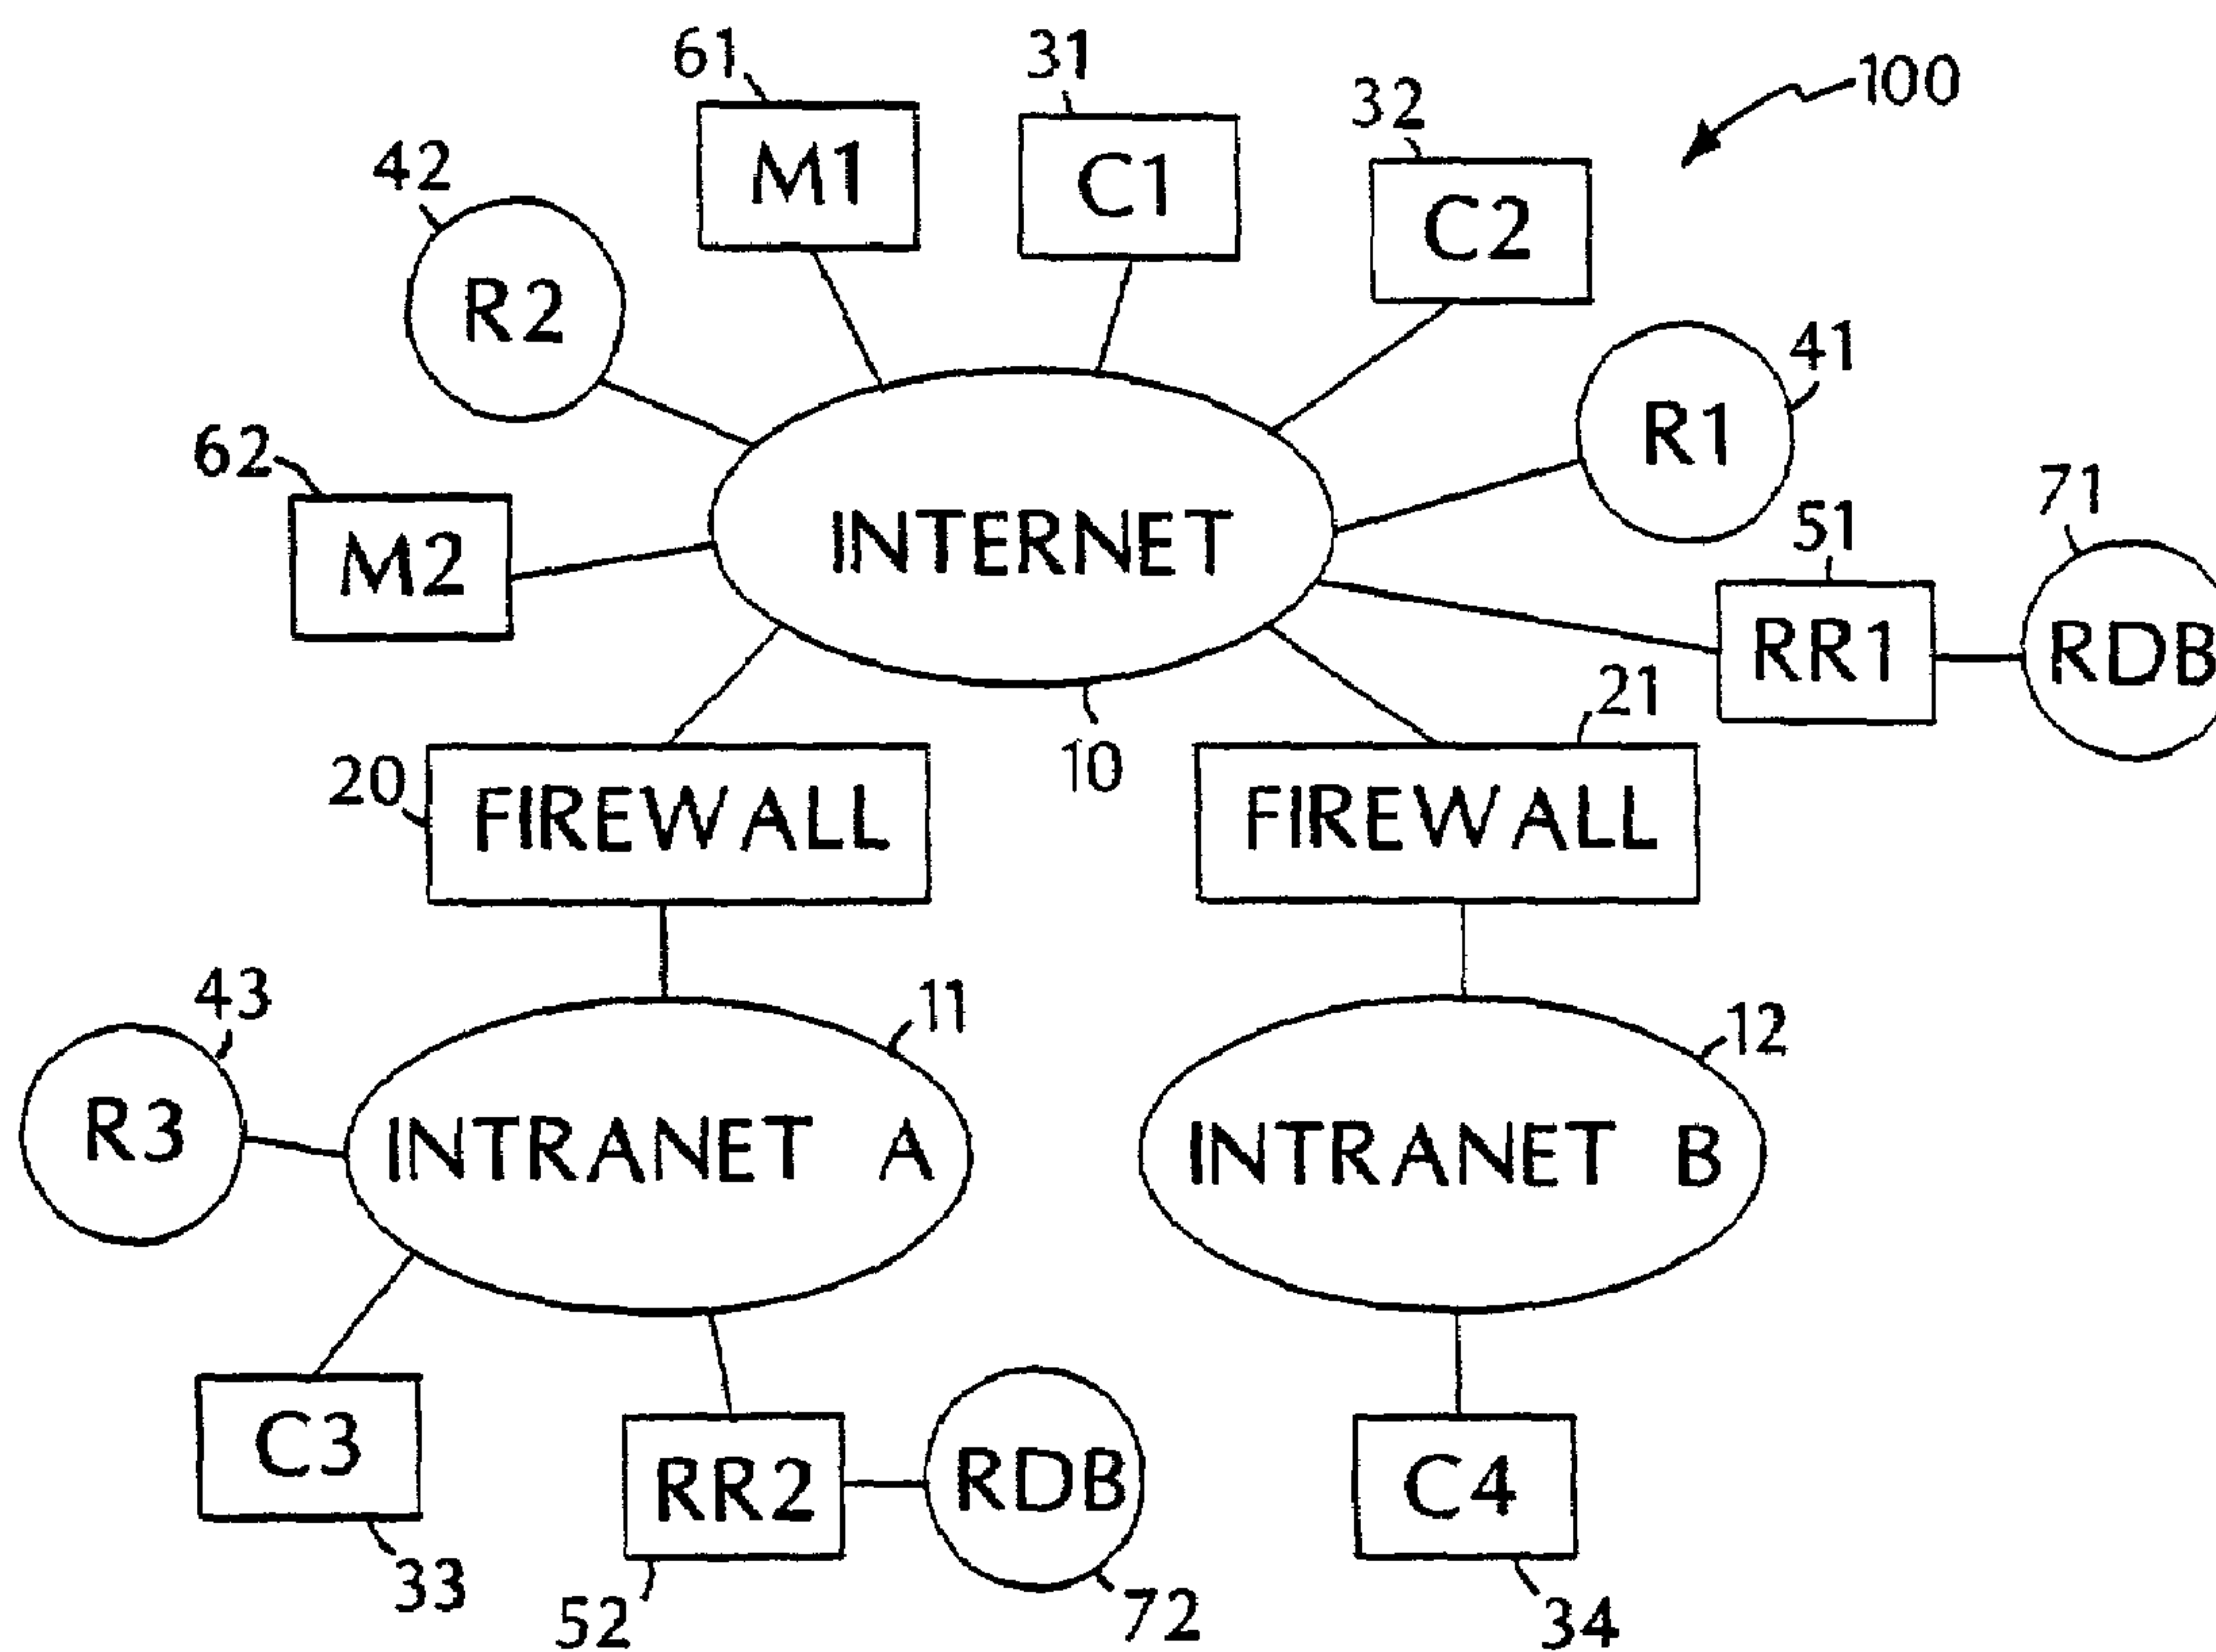 61
31
32
100
M1
C1
C2
42
R2
41
R1
62
M2
INTERNET
71
51
RR1
RDB
21
10
20
FIREWALL
FIREWALL
43
11
12
R3
INTRANET A
INTRANET B
C3
RR2
RDB
C4
33
52
72
34